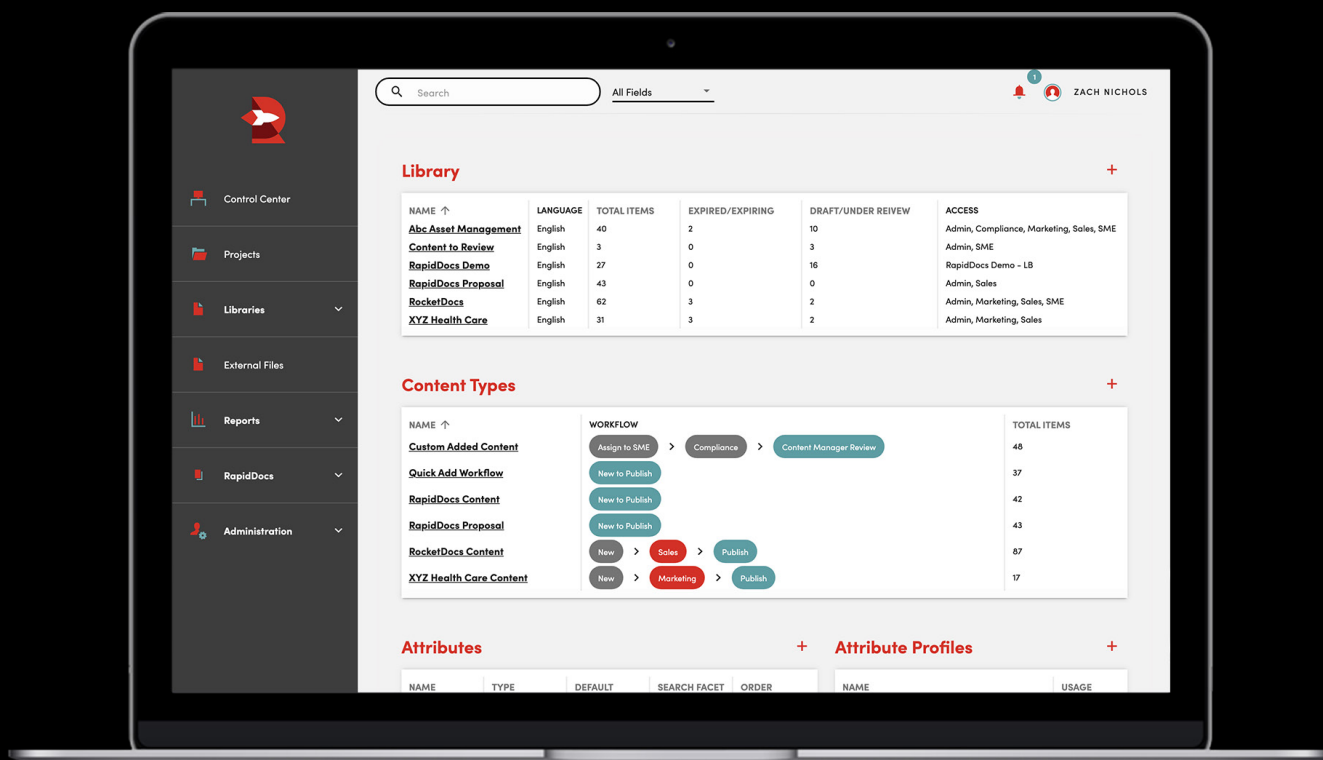 Search
All Fields
1
ZACH NICHOLS
Control Center
Projects
Libraries
External Files
Reports
RapidDocs
Administration
Library
+
NAME ↑ LANGUAGE TOTAL ITEMS EXPIRED/EXPIRING DRAFT/UNDER REIVEW ACCESS
Abc Asset Management English 40 2 10 Admin, Compliance, Marketing, Sales, SME
Content to Review English 3 0 3 Admin, SME
RapidDocs Demo English 27 0 16 RapidDocs Demo - LB
RapidDocs Proposal English 43 0 0 Admin, Sales
RocketDocs English 62 3 2 Admin, Marketing, Sales, SME
XYZ Health Care English 31 3 2 Admin, Marketing, Sales
Content Types
+
NAME ↑ WORKFLOW TOTAL ITEMS
Custom Added Content Assign to SME > Compliance > Content Manager Review 48
Quick Add Workflow New to Publish 37
RapidDocs Content New to Publish 42
RapidDocs Proposal New to Publish 43
RocketDocs Content New > Sales > Publish 87
XYZ Health Care Content New > Marketing > Publish 17
Attributes +
NAME TYPE DEFAULT SEARCH FACET ORDER
Attribute Profiles +
NAME USAGE